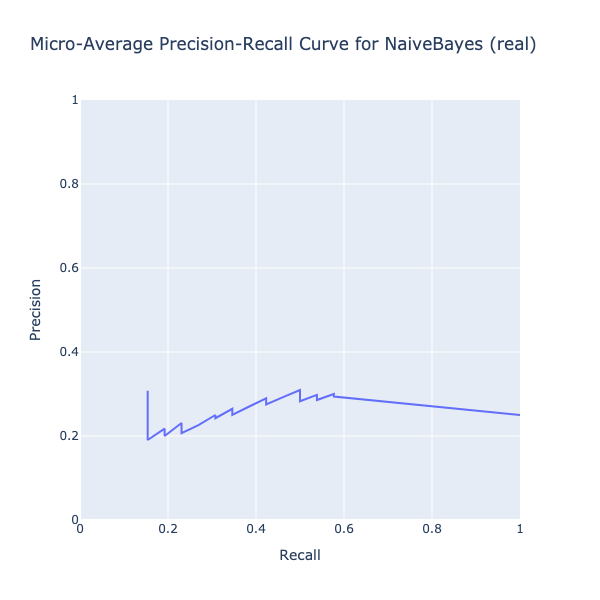 Micro-Average Precision-Recall Curve for NaiveBayes (real)
1
0.8
0.6
0.4
0.2
0
Precision
0 0.2 0.4 0.6 0.8 1
Recall